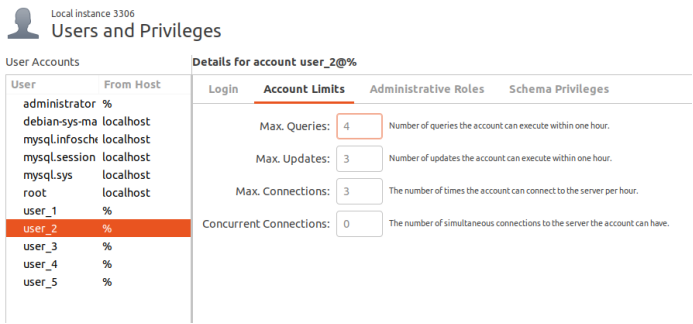 Local instance 3306
Users and Privileges
User Accounts
Details for account user_2@%
User From Host
Login Account Limits Administrative Roles Schema Privileges
administrator %
debian-sys-ma localhost
mysql.infosche localhost
mysql.session localhost
mysql.sys localhost
root localhost
user_1 %
user_2 %
user_3 %
user_4 %
user_5 %
Max. Queries: 4 Number of queries the account can execute within one hour.
Max. Updates: 3 Number of updates the account can execute within one hour.
Max. Connections: 3 The number of times the account can connect to the server per hour.
Concurrent Connections: 0 The number of simultaneous connections to the server the account can have.